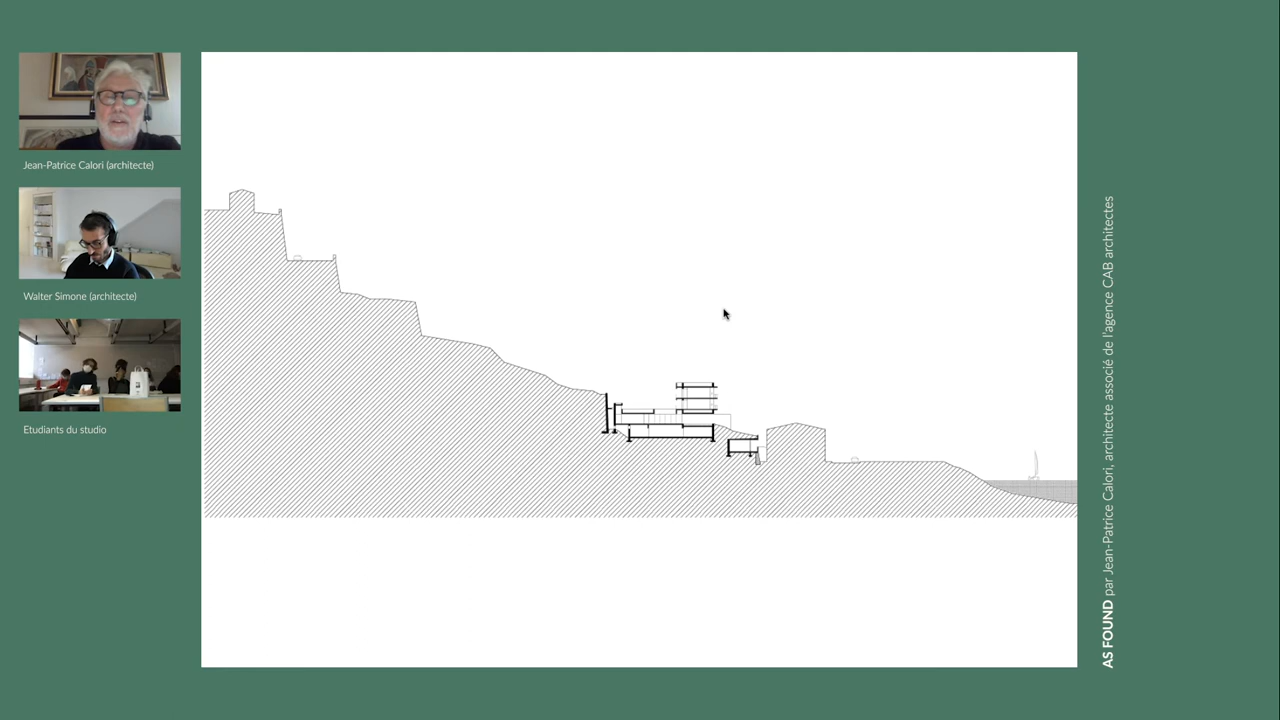 Jean-Patrice Calori (architecte)
Walter Simone (architecte)
Etudiants du studio
AS FOUND par Jean-Patrice Calori, architecte associé de l'agence CAB architectes